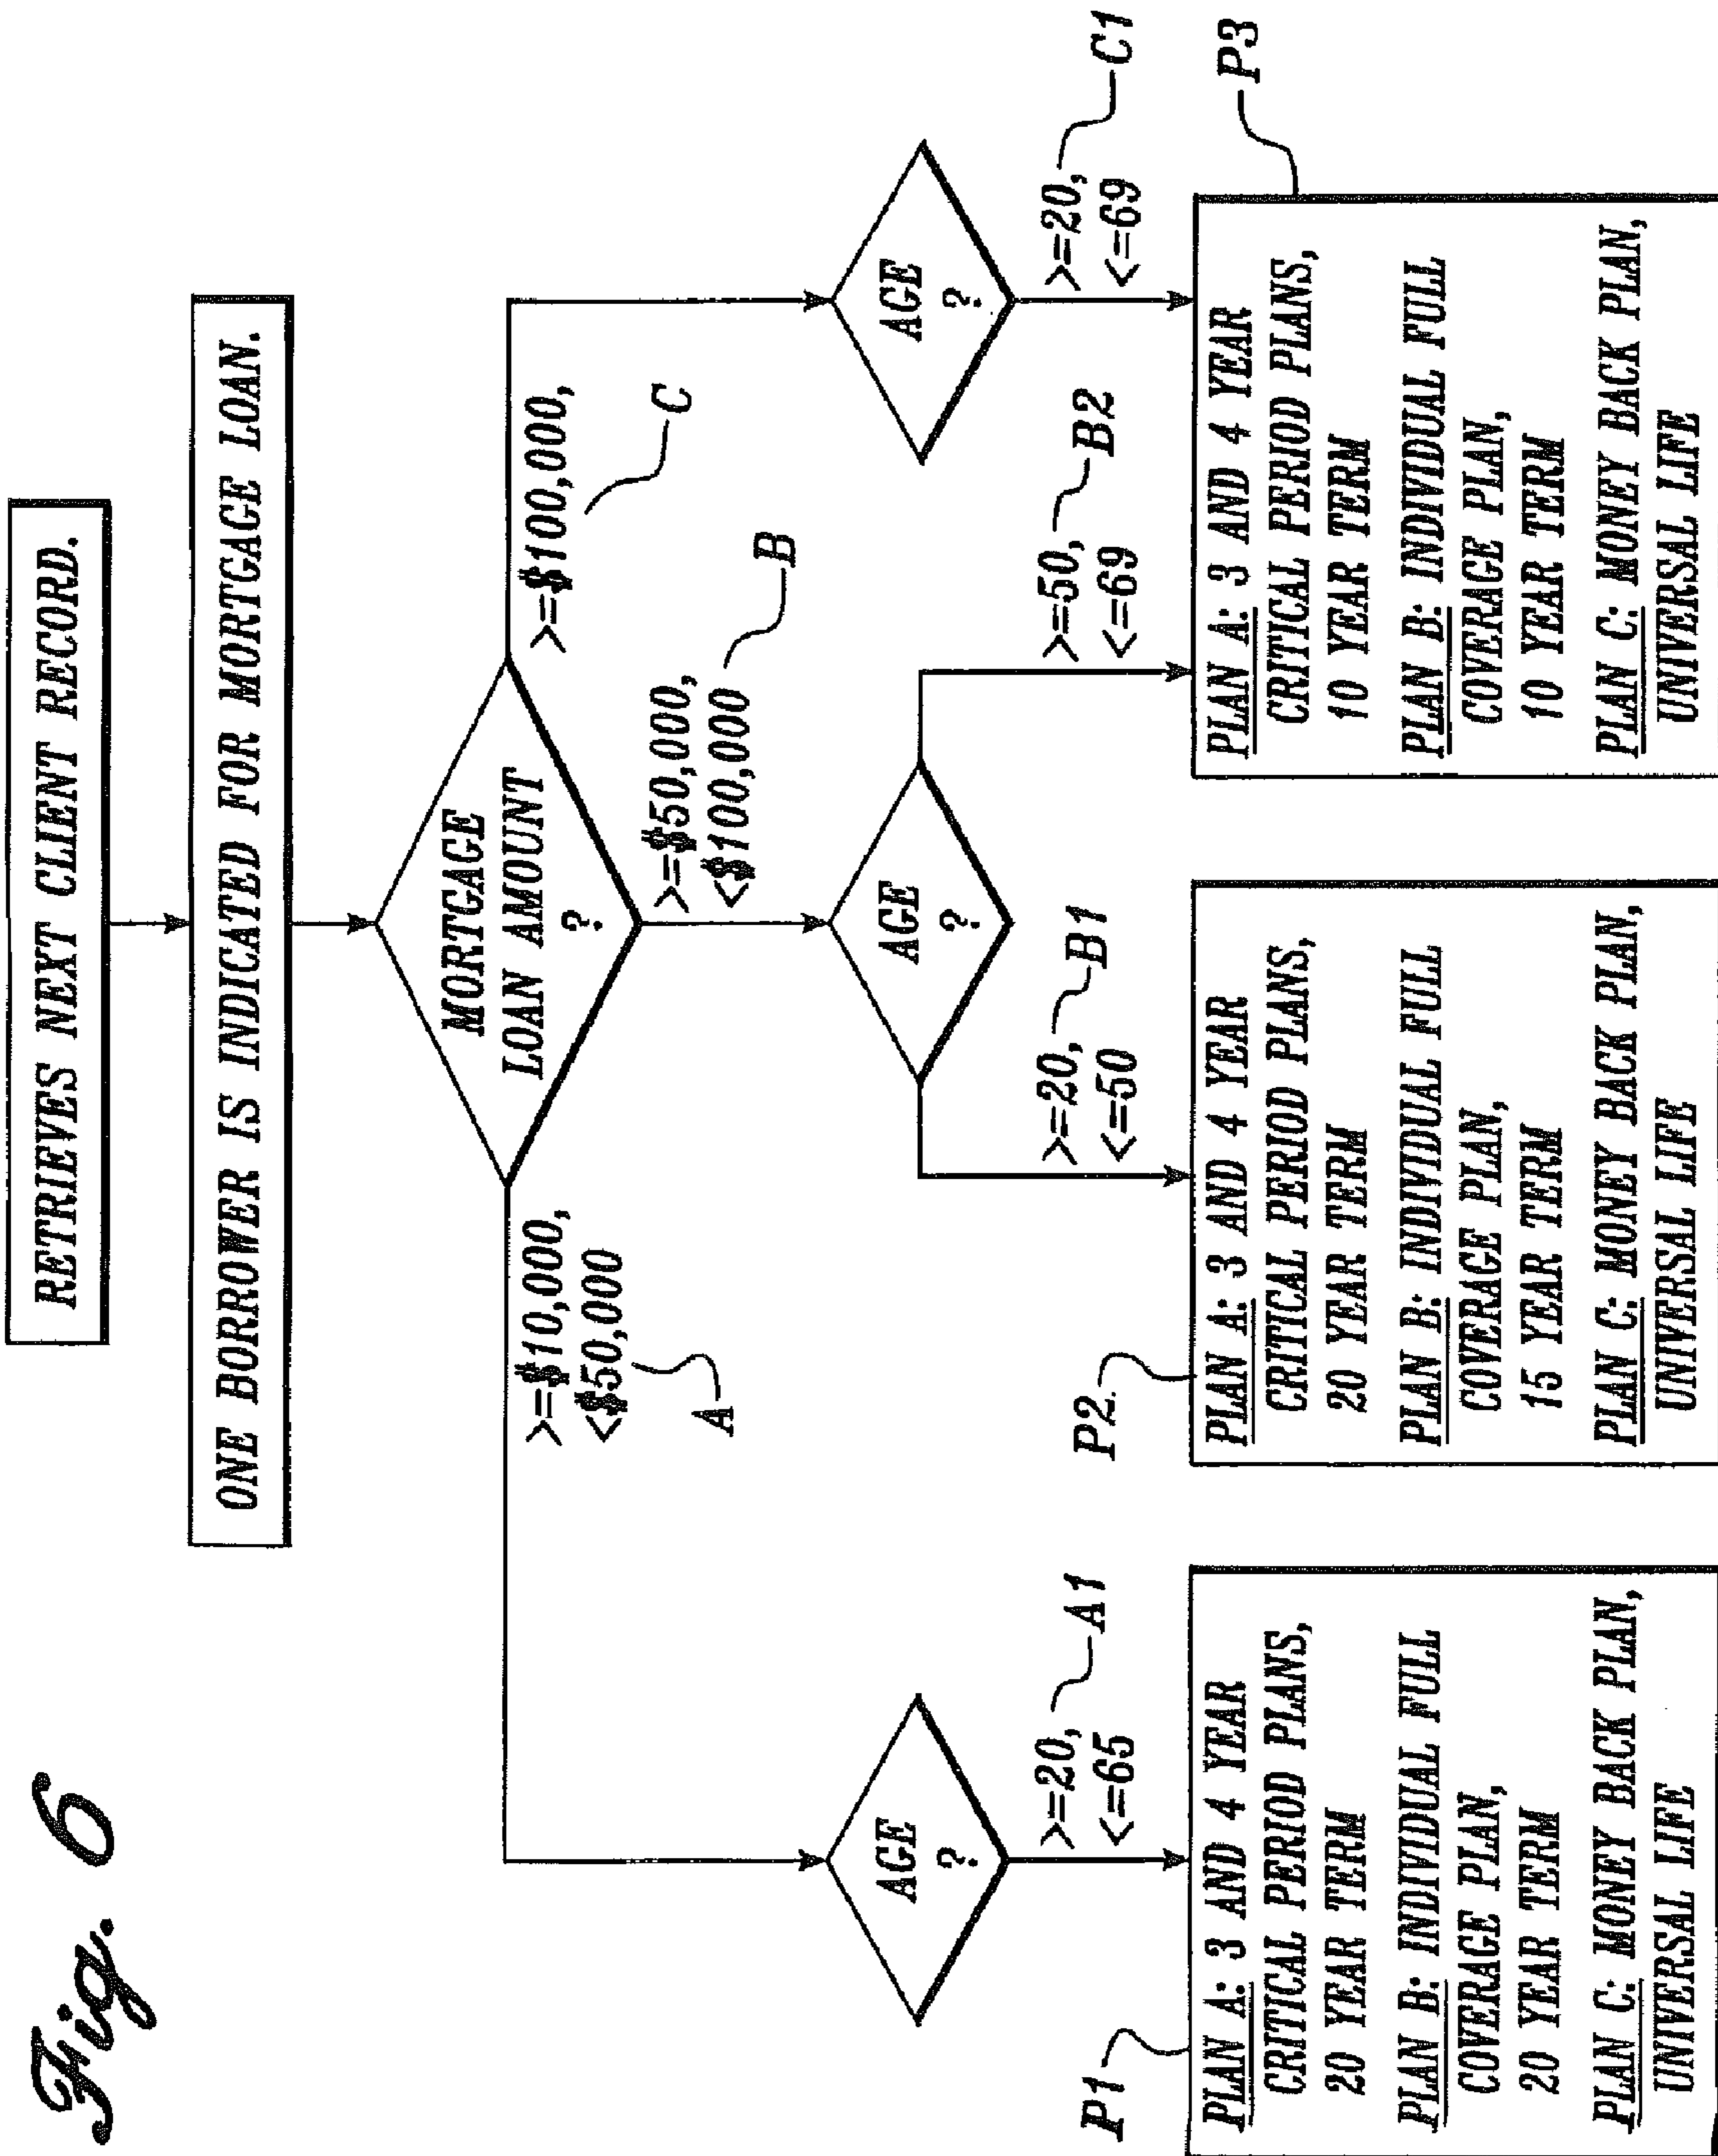 Fig. 6
RETRIEVES NEXT CLIENT RECORD.
ONE BORROWER IS INDICATED FOR MORTGAGE LOAN.
MORTGAGE
LOAN AMOUNT
?
>=$10,000,
<$50,000
A
>=$50,000,
<$100,000
B
>=$100,000,
C
AGE
?
>=20,
<=65
A1
AGE
?
>=20,
<=50
B1
>=50,
<=69
B2
AGE
?
>=20,
<=69
C1
P1
PLAN A: 3 AND 4 YEAR
CRITICAL PERIOD PLANS,
20 YEAR TERM
PLAN B: INDIVIDUAL FULL
COVERAGE PLAN,
20 YEAR TERM
PLAN C: MONEY BACK PLAN,
UNIVERSAL LIFE
P2
PLAN A: 3 AND 4 YEAR
CRITICAL PERIOD PLANS,
20 YEAR TERM
PLAN B: INDIVIDUAL FULL
COVERAGE PLAN,
15 YEAR TERM
PLAN C: MONEY BACK PLAN,
UNIVERSAL LIFE
P3
PLAN A: 3 AND 4 YEAR
CRITICAL PERIOD PLANS,
10 YEAR TERM
PLAN B: INDIVIDUAL FULL
COVERAGE PLAN,
10 YEAR TERM
PLAN C: MONEY BACK PLAN,
UNIVERSAL LIFE